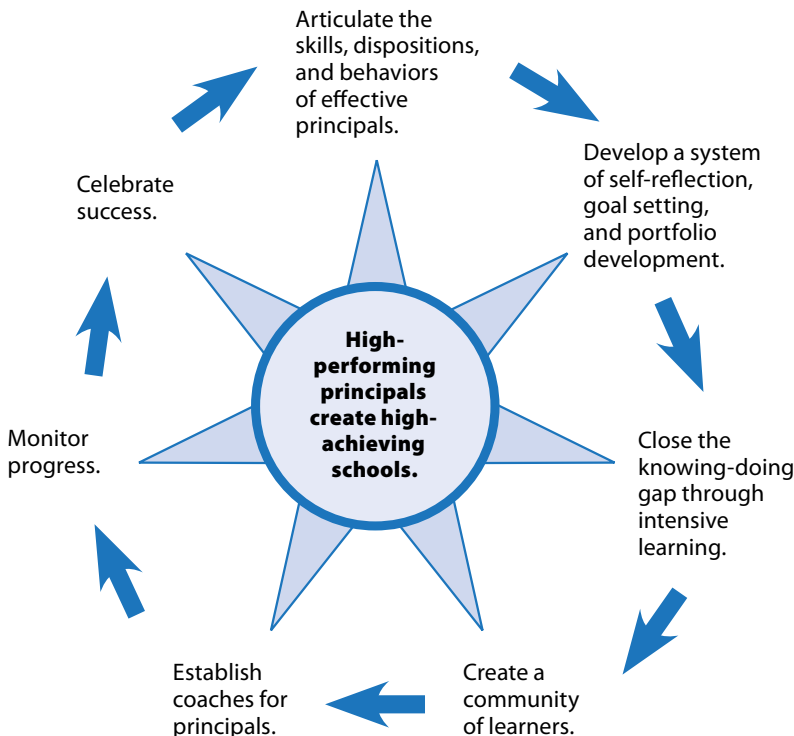 Articulate the
skills, dispositions,
and behaviors
of effective
principals.
Develop a system
of self-reflection,
goal setting,
and portfolio
development.
Close the
knowing-doing
gap through
intensive
learning.
Create a
community
of learners.
Establish
coaches for
principals.
Monitor
progress.
Celebrate
success.
High-
performing
principals
create high-
achieving
schools.